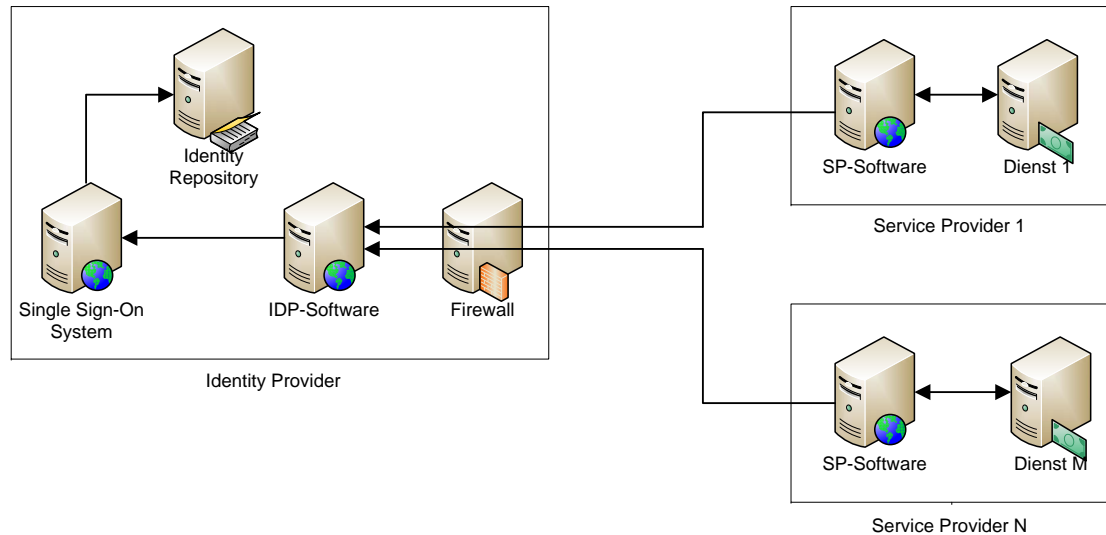 Identity
Repository
Single Sign-On
System
IDP-Software
Firewall
Identity Provider
SP-Software
Dienst 1
Service Provider 1
SP-Software
Dienst M
Service Provider N